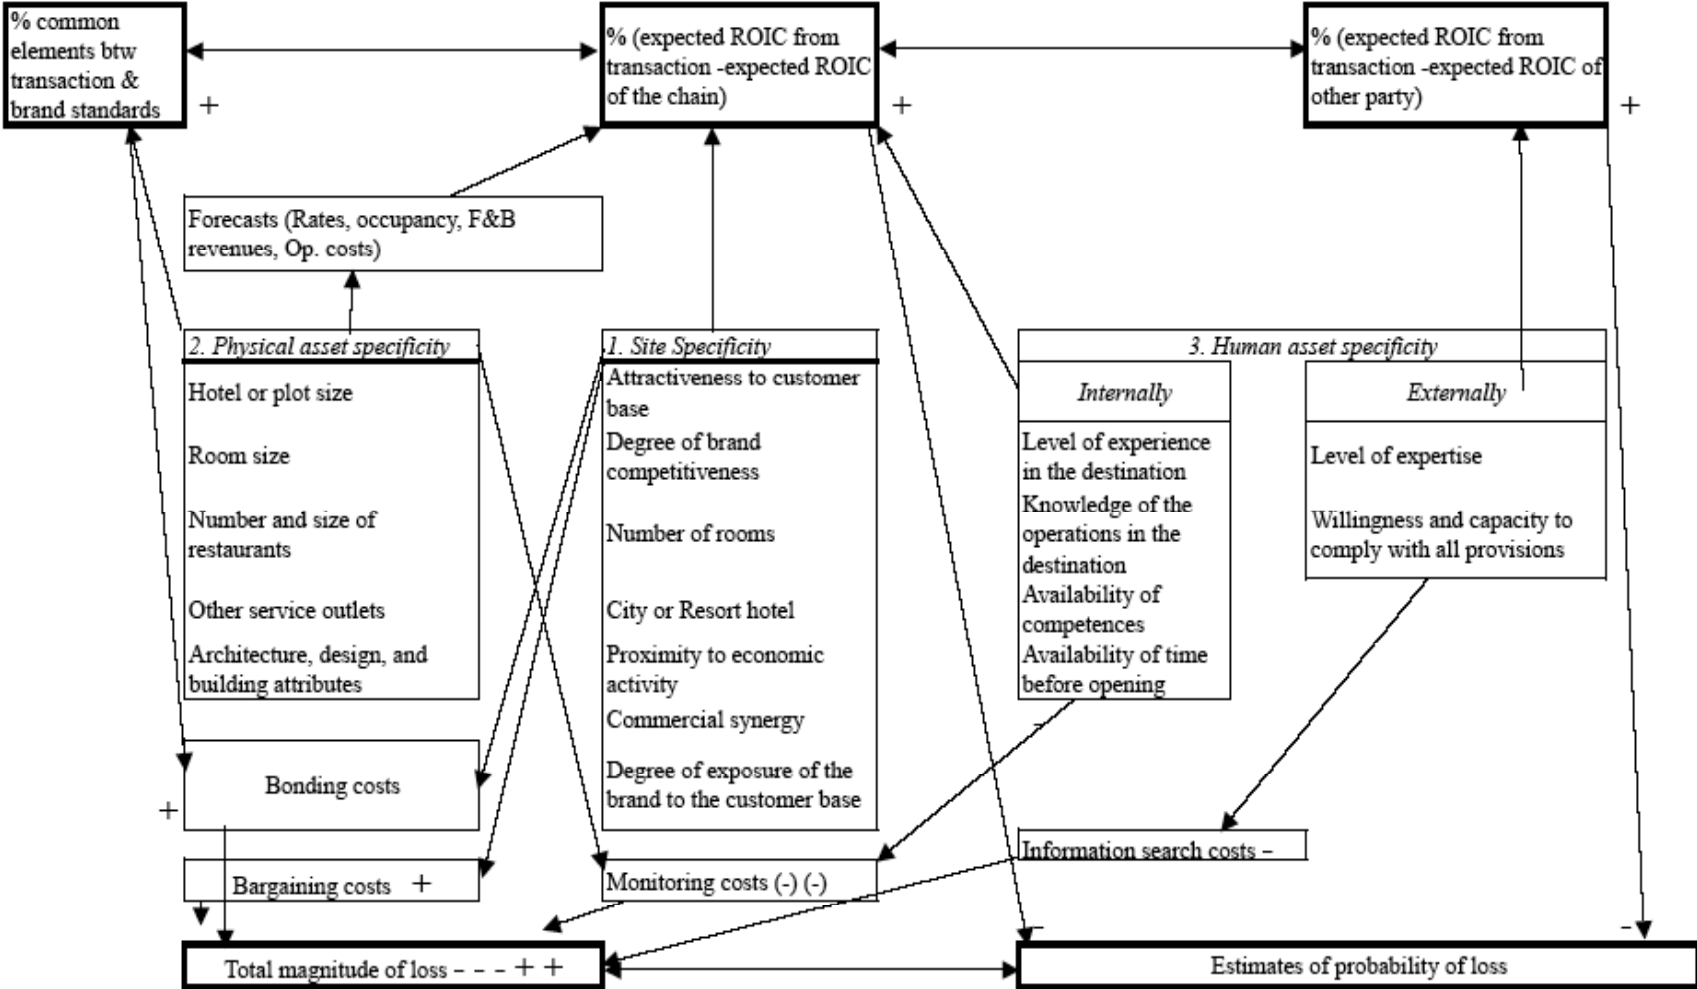 % common
elements btw
transaction &
brand standards
+
% (expected ROIC from
transaction -expected ROIC
of the chain)
+
% (expected ROIC from
transaction -expected ROIC of
other party)
+
Forecasts (Rates, occupancy, F&B
revenues, Op. costs)
2. Physical asset specificity
Hotel or plot size
Room size
Number and size of
restaurants
Other service outlets
Architecture, design, and
building attributes
1. Site Specificity
Attractiveness to customer
base
Degree of brand
competitiveness
Number of rooms
City or Resort hotel
Proximity to economic
activity
Commercial synergy
Degree of exposure of the
brand to the customer base
3. Human asset specificity
Internally
Level of experience
in the destination
Knowledge of the
operations in the
destination
Availability of
competences
Availability of time
before opening
-
Externally
Level of expertise
Willingness and capacity to
comply with all provisions
Bonding costs
+
Bargaining costs +
Monitoring costs (-) (-)
Information search costs –
-
-
Total magnitude of loss - - - + +
Estimates of probability of loss